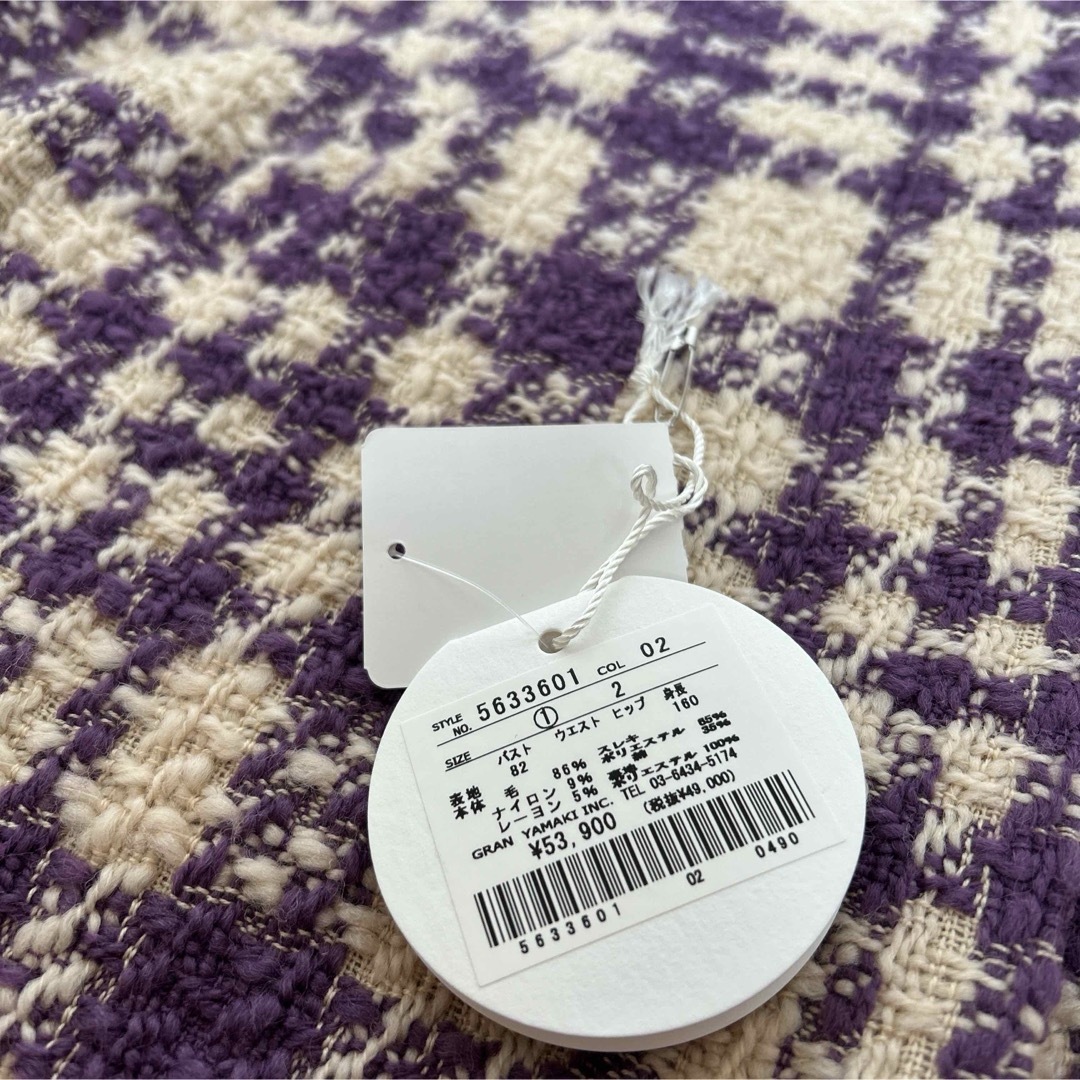 STYLE NO. 5633601 COL 02
① 2
SIZE バスト ウエスト ヒップ 身長
82 160
表地 毛 86% スレキ
本体 ナイロン 9% ポリエステル 65%
レーヨン 5% 綿 35%
ポリエステル 100%
GRAN YAMAKI INC. TEL 03-6434-5174
¥53,900 (税抜¥49,000)
5633601 02 0490